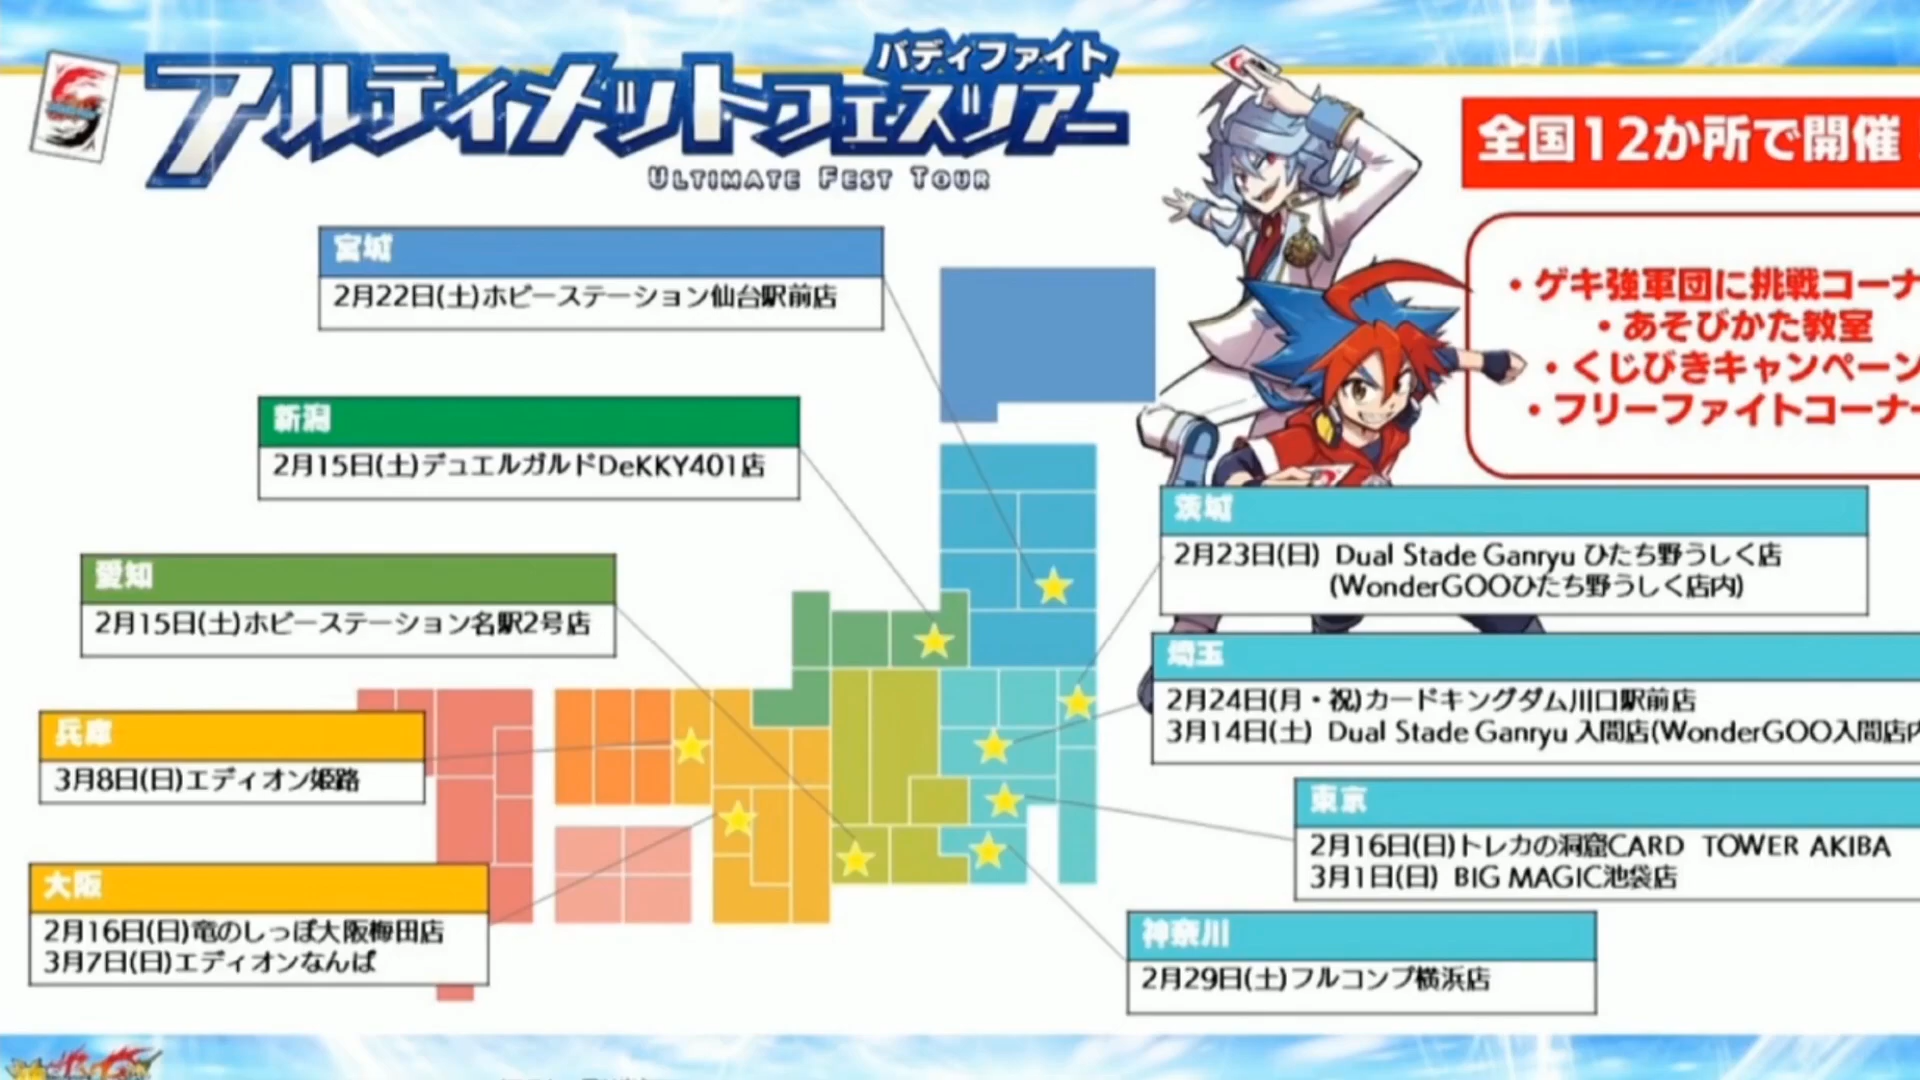 バディファイト
アルティメットフェスツアー
ULTIMATE FEST TOUR
全国12か所で開催
・ゲキ強軍団に挑戦コーナ
・あそびかた教室
・くじびきキャンペーン
・フリーファイトコーナー
宮城
2月22日(土)ホビーステーション仙台駅前店
新潟
2月15日(土)デュエルガルドDeKKY401店
愛知
2月15日(土)ホビーステーション名駅2号店
兵庫
3月8日(日)エディオン姫路
大阪
2月16日(日)竜のしっぽ大阪梅田店
3月7日(日)エディオンなんば
茨城
2月23日(日) Dual Stade Ganryu ひたち野うしく店
(WonderGOOひたち野うしく店内)
埼玉
2月24日(月・祝)カードキングダム川口駅前店
3月14日(土) Dual Stade Ganryu 入間店(WonderGOO入間店内
東京
2月16日(日)トレカの洞窟CARD TOWER AKIBA
3月1日(日) BIG MAGIC池袋店
神奈川
2月29日(土)フルコンプ横浜店